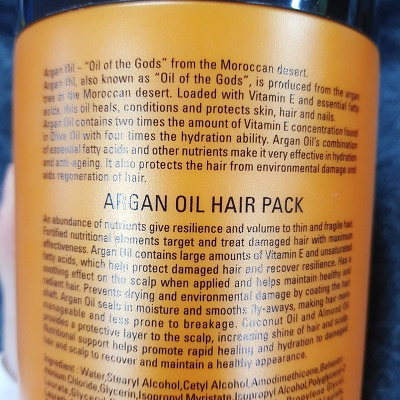 Argan Oil - "Oil of the Gods" from the Moroccan desert.
Argan Oil, also known as "Oil of the Gods", is produced from the argan
tree of the Moroccan desert. Loaded with Vitamin E and essential fatty
acids, this oil heals, conditions and protects skin, hair and nails.
Argan Oil contains two times the amount of Vitamin E concentration found
in Olive Oil with four times the hydration ability. Argan Oil's combination
of essential fatty acids and other nutrients make it very effective in hydration
and anti-ageing. It also protects the hair from environmental damage and
aids regeneration of hair.
ARGAN OIL HAIR PACK
An abundance of nutrients give resilience and volume to thin and fragile hair.
Fortified nutritional elements target and treat damaged hair with maximum
effectiveness. Argan Oil contains large amounts of Vitamin E and unsaturated
fatty acids, which help protect damaged hair and recover resilience. Has a
soothing effect on the scalp when applied and helps maintain healthy and
radiant hair. Prevents drying and environmental damage by coating the hair
shaft. Argan Oil seals in moisture and smooths fly-aways, making hair more
manageable and less prone to breakage. Coconut Oil and Almond Oil
provides a protective layer to the scalp, increasing shine of hair and
Nutritional support helps promote rapid healing and hydration to damaged
hair and scalp to recover and maintain a healthy appearance.
Ingredient : Water, Stearyl Alcohol, Cetyl Alcohol, Amodimethicone,
Chloride, Glycerin, Isopropyl Myristate, Isopropyl Alcohol,
Glycol,